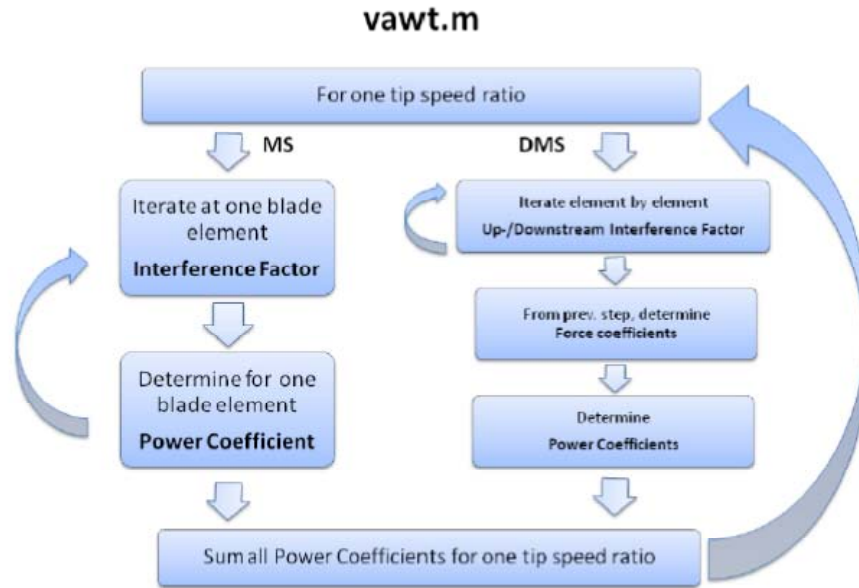 vawt.m
For one tip speed ratio
MS
DMS
Iterate at one blade
element
Interference Factor
Determine for one
blade element
Power Coefficient
Iterate element by element
Up-/Downstream Interference Factor
From prev. step, determine
Force coefficients
Determine
Power Coefficients
Sum all Power Coefficients for one tip speed ratio